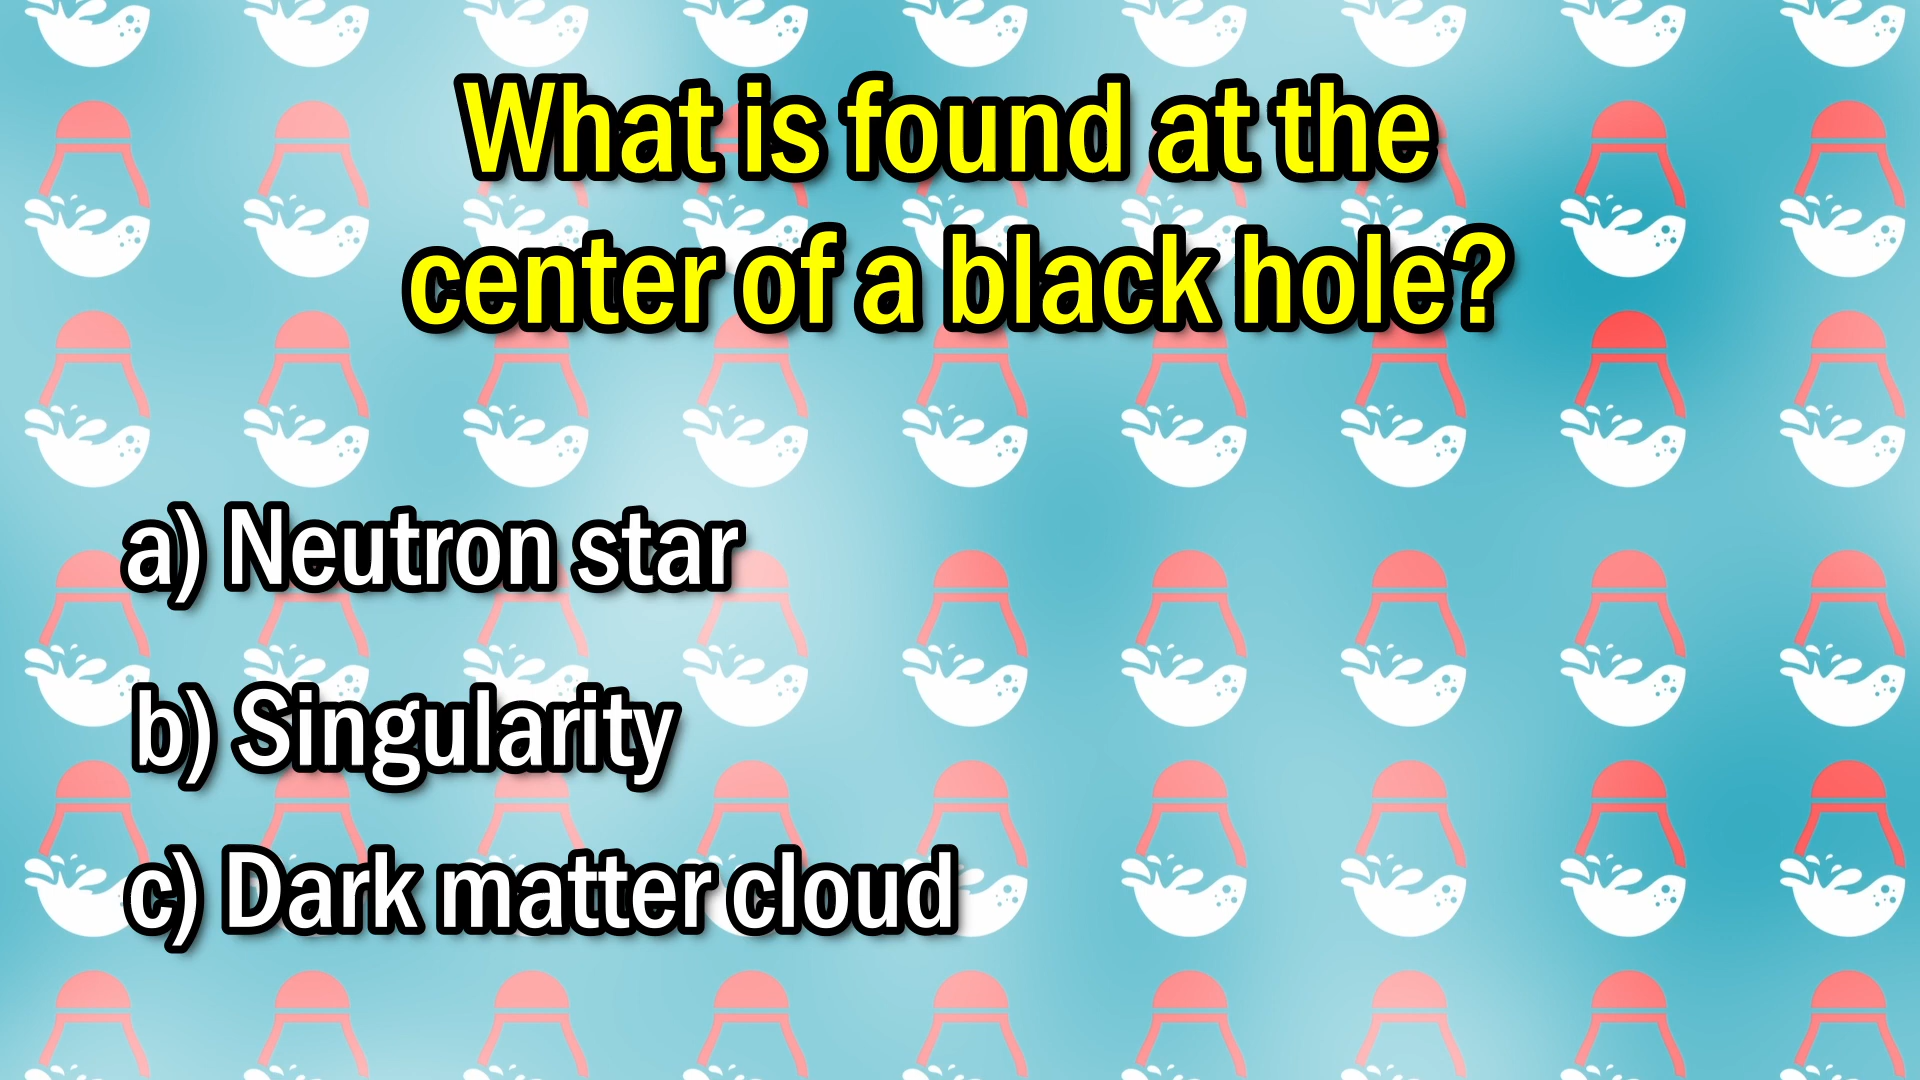 What is found at the
center of a black hole?
a) Neutron star
b) Singularity
c) Dark matter cloud